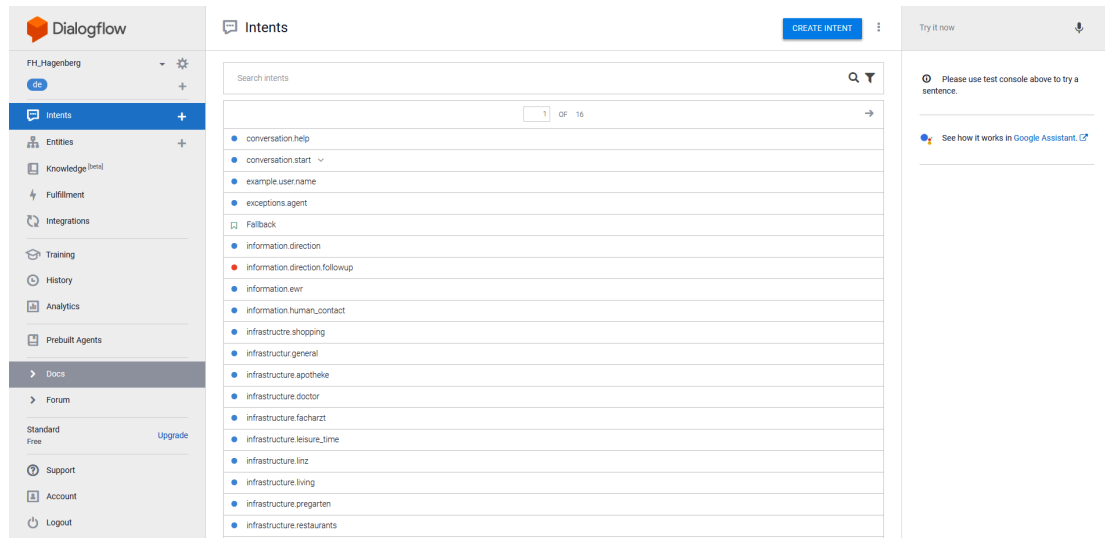 Dialogflow
FH_Hagenberg
de
Intents
Entities
Knowledge [beta]
Fulfillment
Integrations
Training
History
Analytics
Prebuilt Agents
Docs
Forum
Standard
Free
Upgrade
Support
Account
Logout
Intents
CREATE INTENT
Search intents
1 OF 16
conversation.help
conversation.start
example.user.name
exceptions.agent
Fallback
information.direction
information.direction.followup
information.ewr
information.human_contact
infrastructre.shopping
infrastructur.general
infrastructure.apotheke
infrastructure.doctor
infrastructure.facharzt
infrastructure.leisure_time
infrastructure.linz
infrastructure.living
infrastructure.pregarten
infrastructure.restaurants
Try it now
Please use test console above to try a
sentence.
See how it works in Google Assistant.